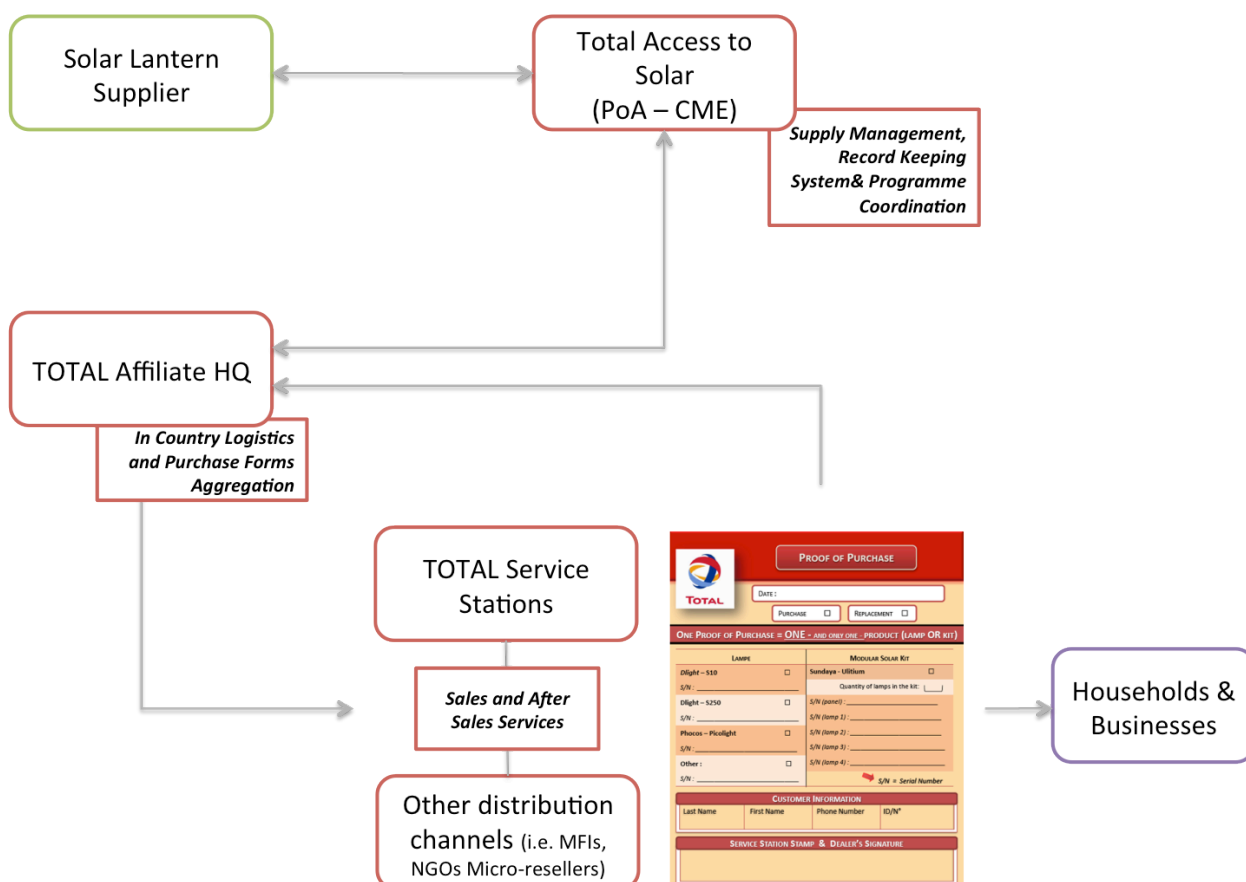 Solar Lantern
Supplier
Total Access to
Solar
(PoA – CME)
Supply Management,
Record Keeping
System& Programme
Coordination
TOTAL Affiliate HQ
In Country Logistics
and Purchase Forms
Aggregation
TOTAL Service
Stations
Sales and After
Sales Services
Other distribution
channels (i.e. MFIs,
NGOs Micro-resellers)
TOTAL
PROOF OF PURCHASE
DATE :
PURCHASE
REPLACEMENT
ONE PROOF OF PURCHASE = ONE - AND ONLY ONE - PRODUCT (LAMP OR KIT)
LAMPE
Dlight – S10
S/N :
Dlight – S250
S/N :
Phocos – Picolight
S/N :
Other :
S/N :
MODULAR SOLAR KIT
Sundaya - Ulitium
Quantity of lamps in the kit:
S/N (panel) :
S/N (lamp 1) :
S/N (lamp 2) :
S/N (lamp 3) :
S/N (lamp 4) :
S/N = Serial Number
CUSTOMER INFORMATION
Last Name First Name Phone Number ID/N°
SERVICE STATION STAMP & DEALER'S SIGNATURE
Households &
Businesses